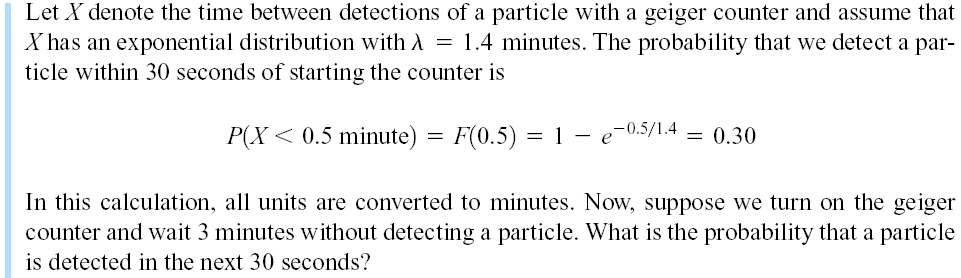 Let X denote the time between detections of a particle with a geiger counter and assume that
X has an exponential distribution with λ = 1.4 minutes. The probability that we detect a par-
ticle within 30 seconds of starting the counter is
P(X < 0.5 minute) = F(0.5) = 1 − e^{−0.5/1.4} = 0.30
In this calculation, all units are converted to minutes. Now, suppose we turn on the geiger
counter and wait 3 minutes without detecting a particle. What is the probability that a particle
is detected in the next 30 seconds?